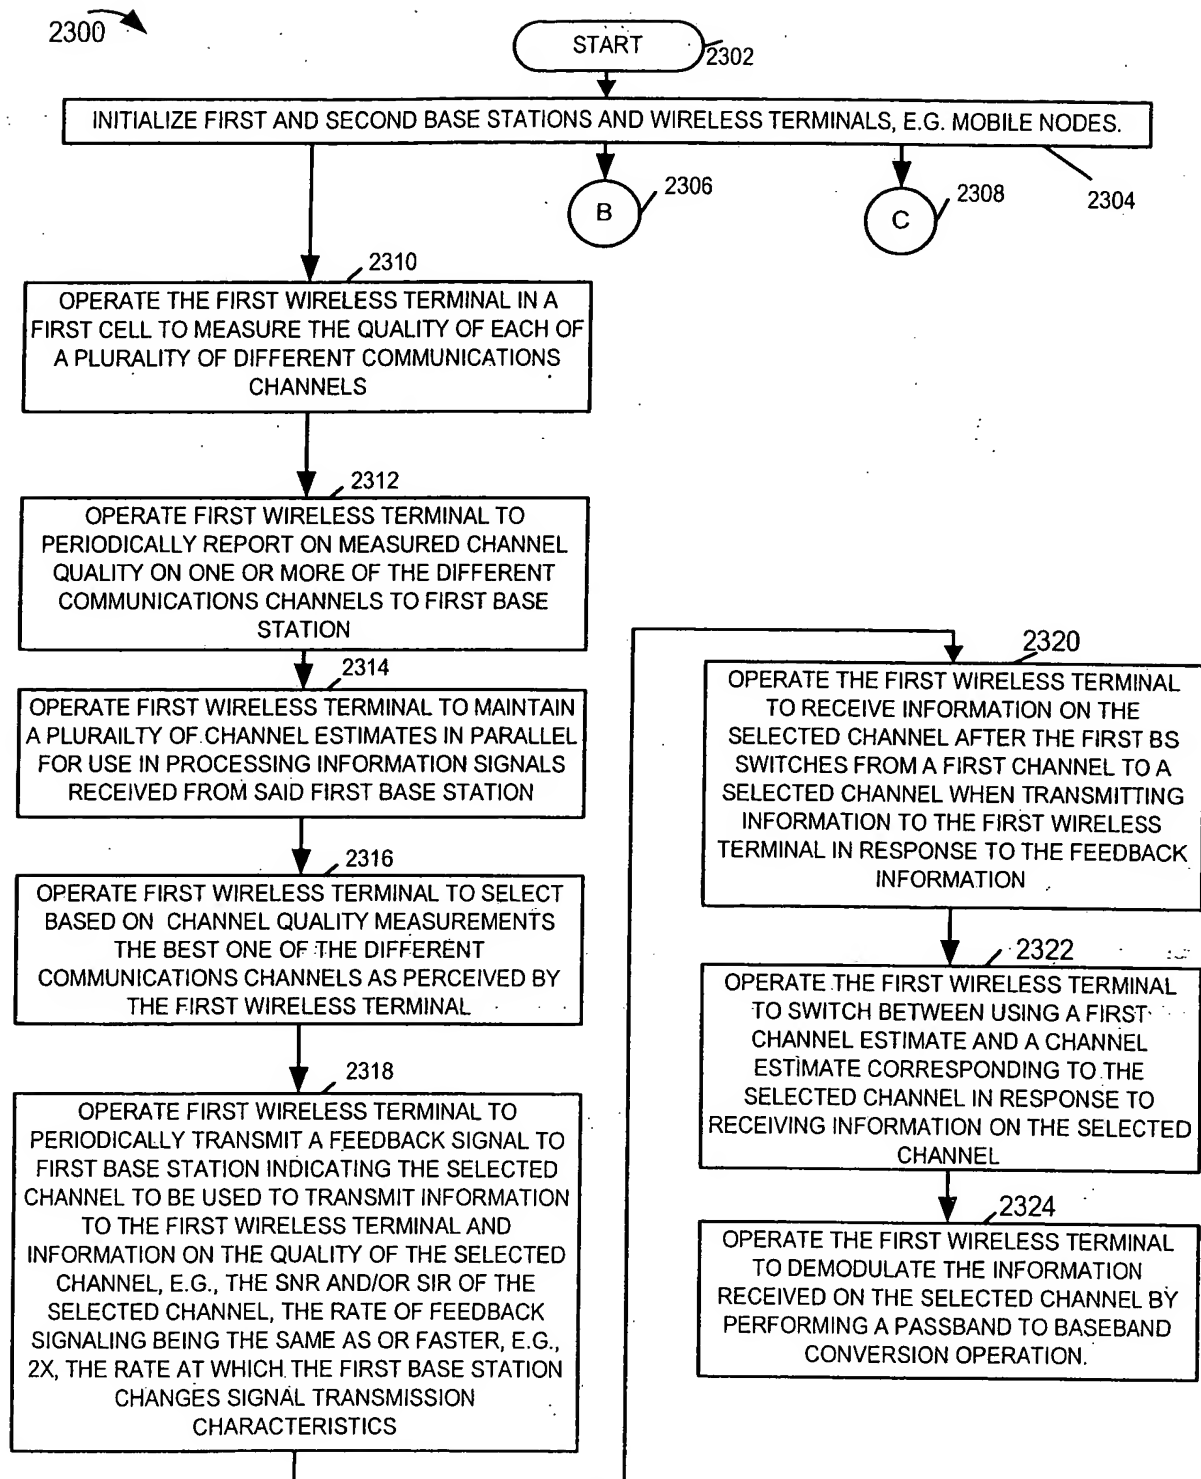 2300
START
2302
INITIALIZE FIRST AND SECOND BASE STATIONS AND WIRELESS TERMINALS, E.G. MOBILE NODES.
2304
B
2306
C
2308
2310
OPERATE THE FIRST WIRELESS TERMINAL IN A
FIRST CELL TO MEASURE THE QUALITY OF EACH OF
A PLURALITY OF DIFFERENT COMMUNICATIONS
CHANNELS
2312
OPERATE FIRST WIRELESS TERMINAL TO
PERIODICALLY REPORT ON MEASURED CHANNEL
QUALITY ON ONE OR MORE OF THE DIFFERENT
COMMUNICATIONS CHANNELS TO FIRST BASE
STATION
2314
OPERATE FIRST WIRELESS TERMINAL TO MAINTAIN
A PLURAILTY OF CHANNEL ESTIMATES IN PARALLEL
FOR USE IN PROCESSING INFORMATION SIGNALS
RECEIVED FROM SAID FIRST BASE STATION
2316
OPERATE FIRST WIRELESS TERMINAL TO SELECT
BASED ON CHANNEL QUALITY MEASUREMENTS
THE BEST ONE OF THE DIFFERENT
COMMUNICATIONS CHANNELS AS PERCEIVED BY
THE FIRST WIRELESS TERMINAL
2318
OPERATE FIRST WIRELESS TERMINAL TO
PERIODICALLY TRANSMIT A FEEDBACK SIGNAL TO
FIRST BASE STATION INDICATING THE SELECTED
CHANNEL TO BE USED TO TRANSMIT INFORMATION
TO THE FIRST WIRELESS TERMINAL AND
INFORMATION ON THE QUALITY OF THE SELECTED
CHANNEL, E.G., THE SNR AND/OR SIR OF THE
SELECTED CHANNEL, THE RATE OF FEEDBACK
SIGNALING BEING THE SAME AS OR FASTER, E.G.,
2X, THE RATE AT WHICH THE FIRST BASE STATION
CHANGES SIGNAL TRANSMISSION
CHARACTERISTICS
2320
OPERATE THE FIRST WIRELESS TERMINAL
TO RECEIVE INFORMATION ON THE
SELECTED CHANNEL AFTER THE FIRST BS
SWITCHES FROM A FIRST CHANNEL TO A
SELECTED CHANNEL WHEN TRANSMITTING
INFORMATION TO THE FIRST WIRELESS
TERMINAL IN RESPONSE TO THE FEEDBACK
INFORMATION
2322
OPERATE THE FIRST WIRELESS TERMINAL
TO SWITCH BETWEEN USING A FIRST
CHANNEL ESTIMATE AND A CHANNEL
ESTIMATE CORRESPONDING TO THE
SELECTED CHANNEL IN RESPONSE TO
RECEIVING INFORMATION ON THE SELECTED
CHANNEL
2324
OPERATE THE FIRST WIRELESS TERMINAL
TO DEMODULATE THE INFORMATION
RECEIVED ON THE SELECTED CHANNEL BY
PERFORMING A PASSBAND TO BASEBAND
CONVERSION OPERATION.